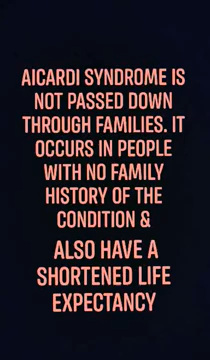 AICARDI SYNDROME IS
NOT PASSED DOWN
THROUGH FAMILIES. IT
OCCURS IN PEOPLE
WITH NO FAMILY
HISTORY OF THE
CONDITION &
ALSO HAVE A
SHORTENED LIFE
EXPECTANCY